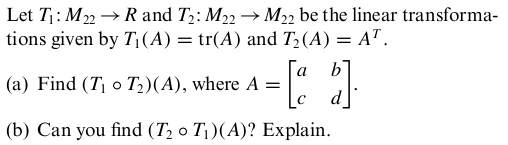 Let T₁: M₂₂ → R and T₂: M₂₂ → M₂₂ be the linear transforma-
tions given by T₁(A) = tr(A) and T₂(A) = Aᵀ.
(a) Find (T₁ ∘ T₂)(A), where A = [a b
c d].
(b) Can you find (T₂ ∘ T₁)(A)? Explain.